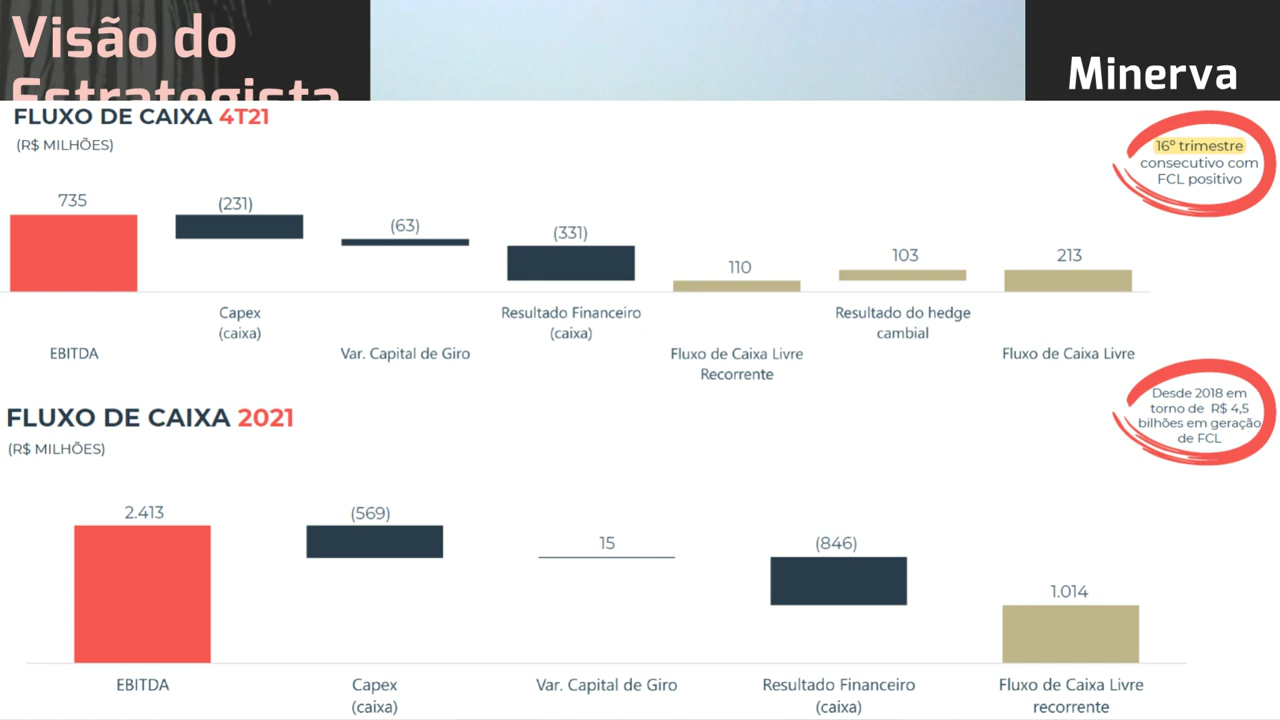 Visão do
Estrategista
Minerva
FLUXO DE CAIXA 4T21
(R$ MILHÕES)
16º trimestre
consecutivo com
FCL positivo
735
(231)
(63)
(331)
110
103
213
Capex
(caixa)
Resultado Financeiro
(caixa)
Resultado do hedge
cambial
EBITDA
Var. Capital de Giro
Fluxo de Caixa Livre
Recorrente
Fluxo de Caixa Livre
Desde 2018 em
torno de R$ 4,5
bilhões em geração
de FCL
FLUXO DE CAIXA 2021
(R$ MILHÕES)
2.413
(569)
15
(846)
1.014
EBITDA
Capex
(caixa)
Var. Capital de Giro
Resultado Financeiro
(caixa)
Fluxo de Caixa Livre
recorrente